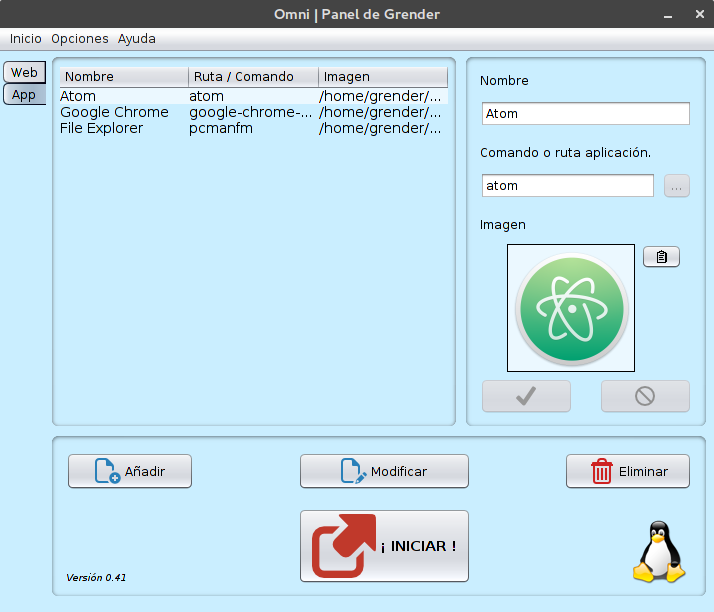 Omni | Panel de Grender
Inicio Opciones Ayuda
Web
App
Nombre Ruta / Comando Imagen
Atom atom /home/grender/...
Google Chrome google-chrome-... /home/grender/...
File Explorer pcmanfm /home/grender/...
Nombre
Atom
Comando o ruta aplicación.
atom ...
Imagen
Añadir Modificar Eliminar
¡ INICIAR !
Versión 0.41